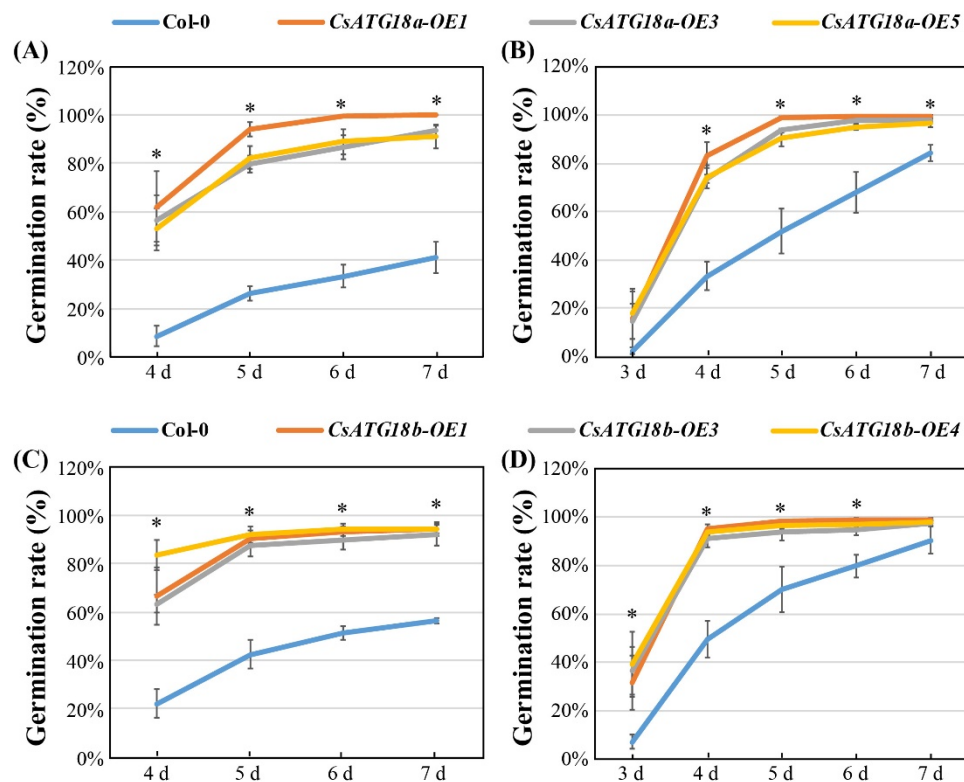 Col-0 CsATG18a-OE1 CsATG18a-OE3 CsATG18a-OE5
(A) (B)
Germination rate (%)
120%
100%
80%
60%
40%
20%
0%
* * * *
4 d 5 d 6 d 7 d
Germination rate (%)
120%
100%
80%
60%
40%
20%
0%
* * * *
3 d 4 d 5 d 6 d 7 d
Col-0 CsATG18b-OE1 CsATG18b-OE3 CsATG18b-OE4
(C) (D)
Germination rate (%)
120%
100%
80%
60%
40%
20%
0%
* * * *
4 d 5 d 6 d 7 d
Germination rate (%)
120%
100%
80%
60%
40%
20%
0%
* * * *
3 d 4 d 5 d 6 d 7 d